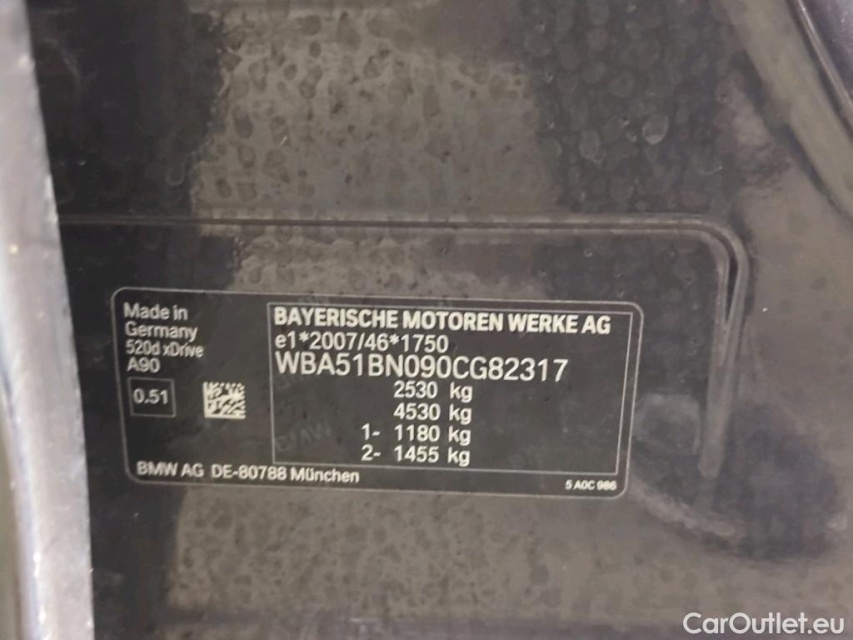 Made in
Germany
520d xDrive
A90
0.51
BAYERISCHE MOTOREN WERKE AG
e1*2007/46*1750
WBA51BN090CG82317
2530 kg
4530 kg
1- 1180 kg
2- 1455 kg
BMW AG DE-80788 München
5 A0C 986
CarOutlet.eu